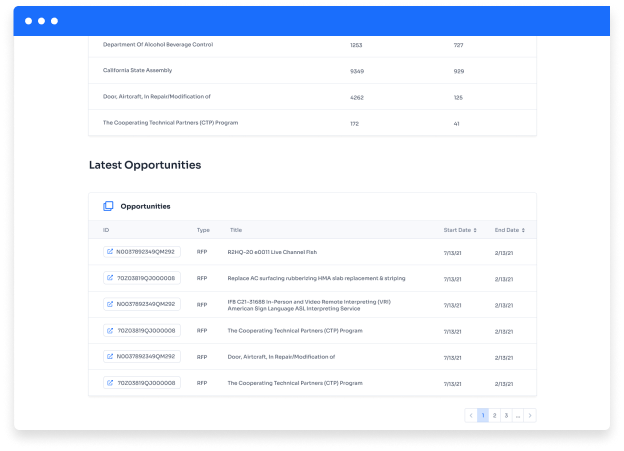 Department Of Alcohol Beverage Control 1253 727
California State Assembly 9349 929
Door, Airtcraft, In Repair/Modification of 4262 125
The Cooperating Technical Partners (CTP) Program 172 41
Latest Opportunities
Opportunities
ID Type Title Start Date End Date
N0037892349QM292 RFP R2HQ-20 e0011 Live Channel Fish 7/13/21 2/13/21
70Z03819QJ000008 RFP Replace AC surfacing rubberizing HMA slab replacement & striping 7/13/21 2/13/21
N0037892349QM292 RFP IFB C21-31688 In-Person and Video Remote Interpreting (VRI) 7/13/21 2/13/21
American Sign Language ASL Interpreting Service
70Z03819QJ000008 RFP The Cooperating Technical Partners (CTP) Program 7/13/21 2/13/21
N0037892349QM292 RFP Door, Airtcraft, In Repair/Modification of 7/13/21 2/13/21
70Z03819QJ000008 RFP The Cooperating Technical Partners (CTP) Program 7/13/21 2/13/21
< 1 2 3 ... >